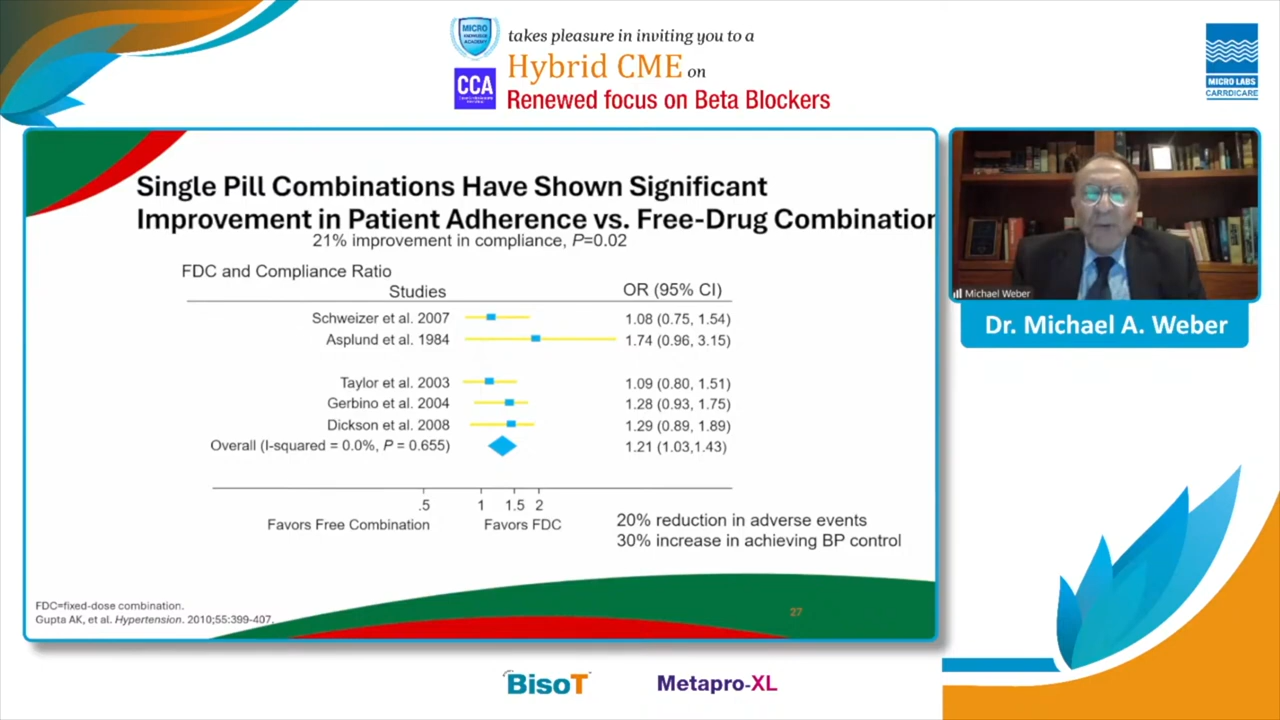 MICRO
KNOWLEDGE
ACADEMY
takes pleasure in inviting you to a
CCA
Hybrid CME on
Renewed focus on Beta Blockers
MICRO LABS
CARRDICARE
Single Pill Combinations Have Shown Significant
Improvement in Patient Adherence vs. Free-Drug Combination
21% improvement in compliance, P=0.02
FDC and Compliance Ratio
Studies OR (95% CI)
Schweizer et al. 2007 1.08 (0.75, 1.54)
Asplund et al. 1984 1.74 (0.96, 3.15)
Taylor et al. 2003 1.09 (0.80, 1.51)
Gerbino et al. 2004 1.28 (0.93, 1.75)
Dickson et al. 2008 1.29 (0.89, 1.89)
Overall (I-squared = 0.0%, P = 0.655) 1.21 (1.03,1.43)
.5 1 1.5 2
Favors Free Combination Favors FDC
20% reduction in adverse events
30% increase in achieving BP control
FDC=fixed-dose combination.
Gupta AK, et al. Hypertension. 2010;55:399-407.
27
Michael Weber
Dr. Michael A. Weber
BisoT
Metapro-XL